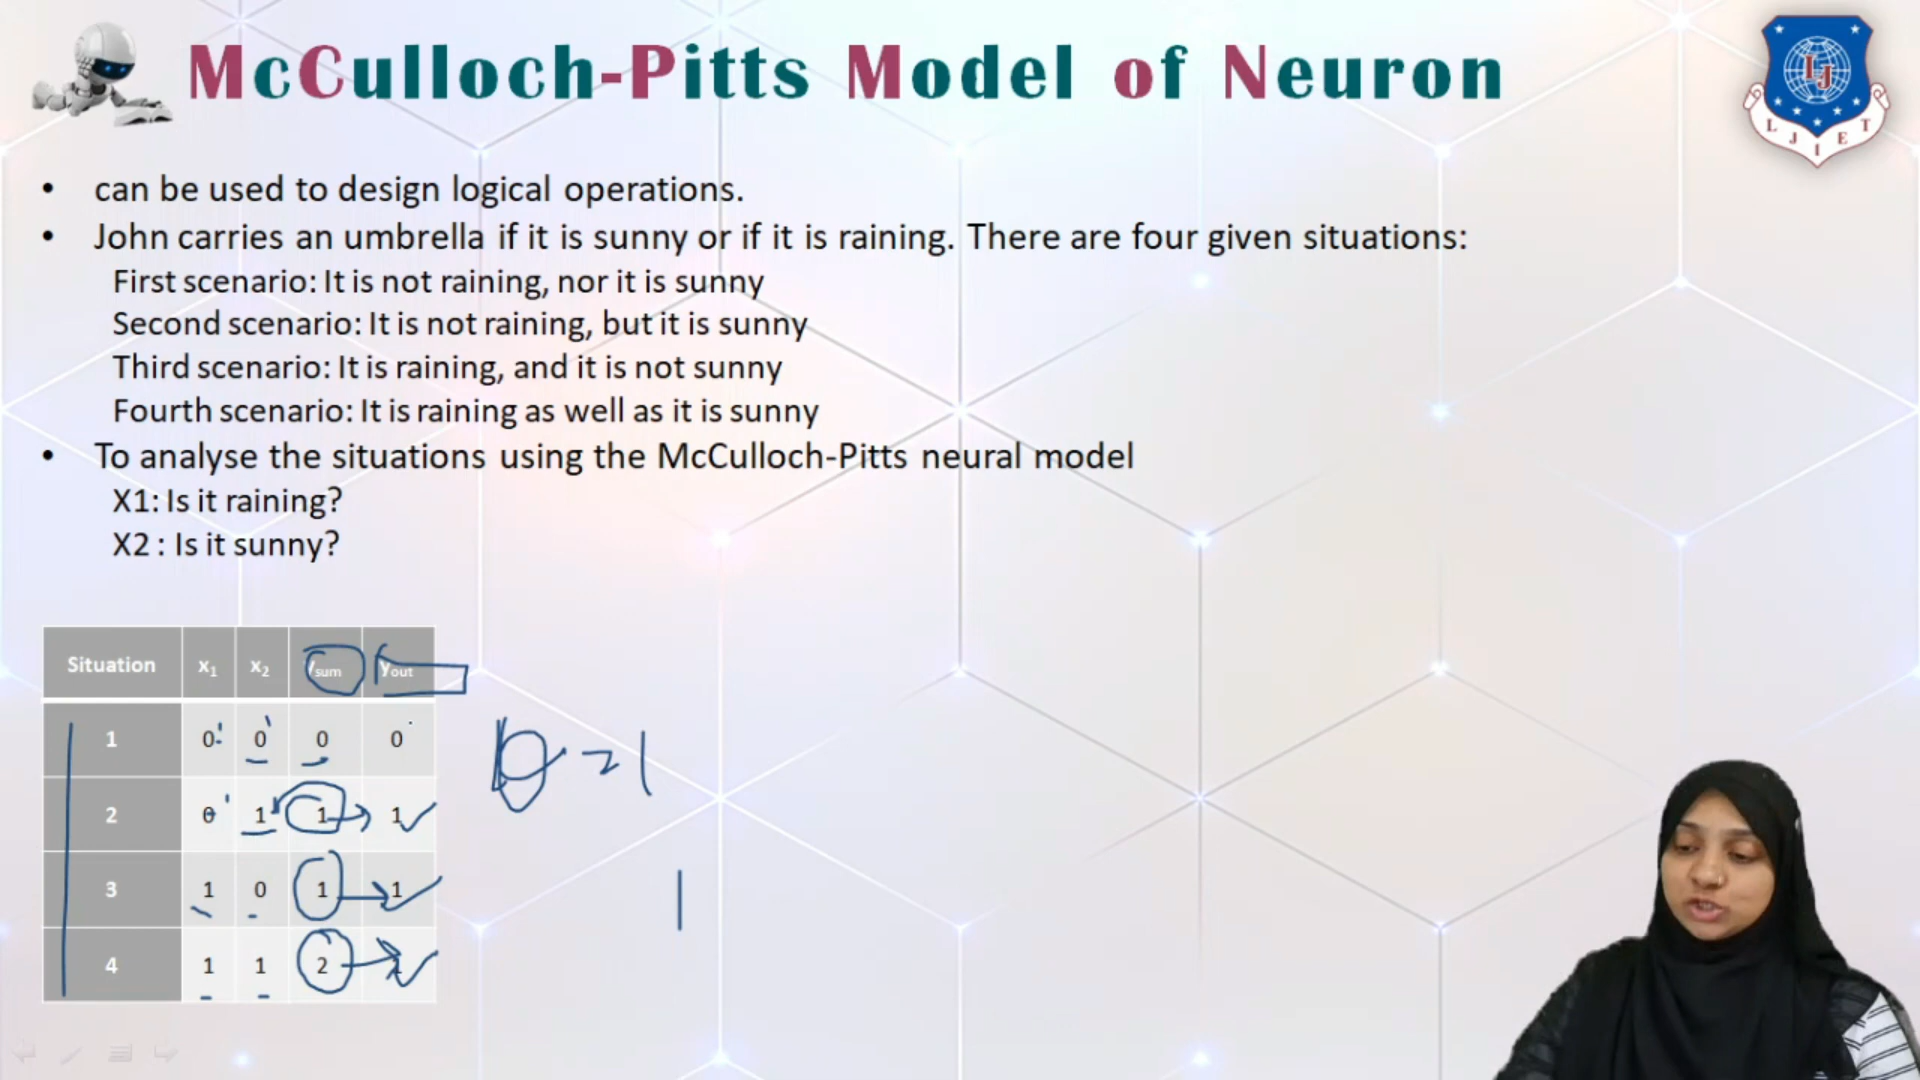 McCulloch-Pitts Model of Neuron
L J I E T
LJ
• can be used to design logical operations.
• John carries an umbrella if it is sunny or if it is raining. There are four given situations:
First scenario: It is not raining, nor it is sunny
Second scenario: It is not raining, but it is sunny
Third scenario: It is raining, and it is not sunny
Fourth scenario: It is raining as well as it is sunny
• To analyse the situations using the McCulloch-Pitts neural model
X1: Is it raining?
X2 : Is it sunny?
Situation x1 x2 ysum yout
1 0 0 0 0
2 0 1 1 1
3 1 0 1 1
4 1 1 2
θ = 1
1